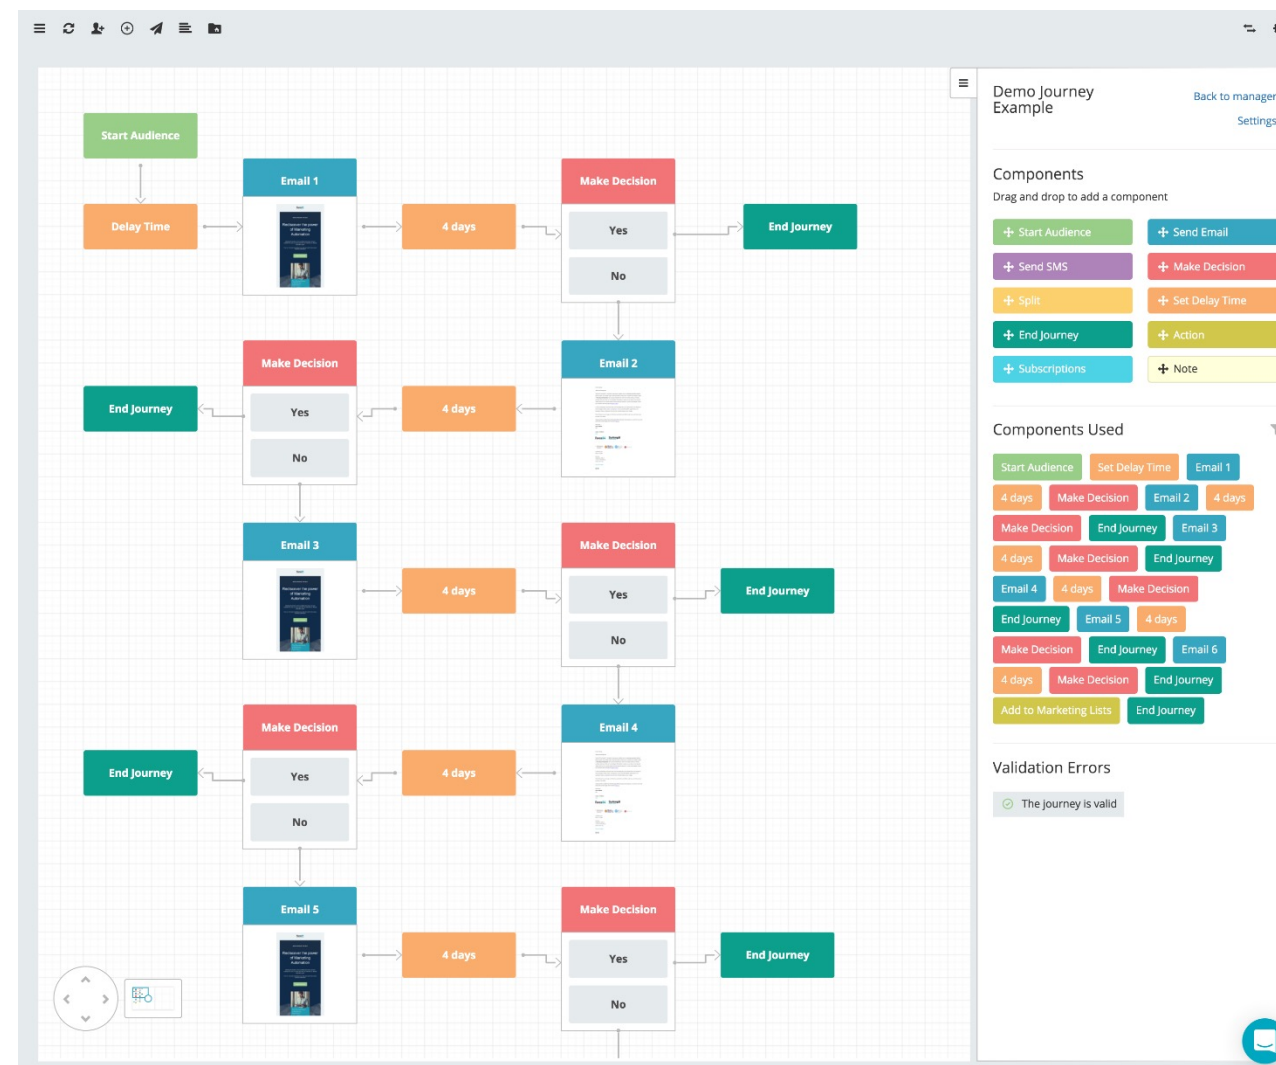 Demo Journey
Example
Back to manager
Settings
Start Audience
Delay Time
Email 1
4 days
Make Decision
Yes
No
End Journey
Make Decision
Yes
No
End Journey
4 days
Email 2
Email 3
4 days
Make Decision
Yes
No
End Journey
Make Decision
Yes
No
End Journey
4 days
Email 4
Email 5
4 days
Make Decision
Yes
No
End Journey
Components
Drag and drop to add a component
Start Audience
Send Email
Send SMS
Make Decision
Split
Set Delay Time
End Journey
Action
Subscriptions
Note
Components Used
Start Audience Set Delay Time Email 1
4 days Make Decision Email 2 4 days
Make Decision End Journey Email 3
4 days Make Decision End Journey
Email 4 4 days Make Decision
End Journey Email 5 4 days
Make Decision End Journey Email 6
4 days Make Decision End Journey
Add to Marketing Lists End Journey
Validation Errors
The journey is valid